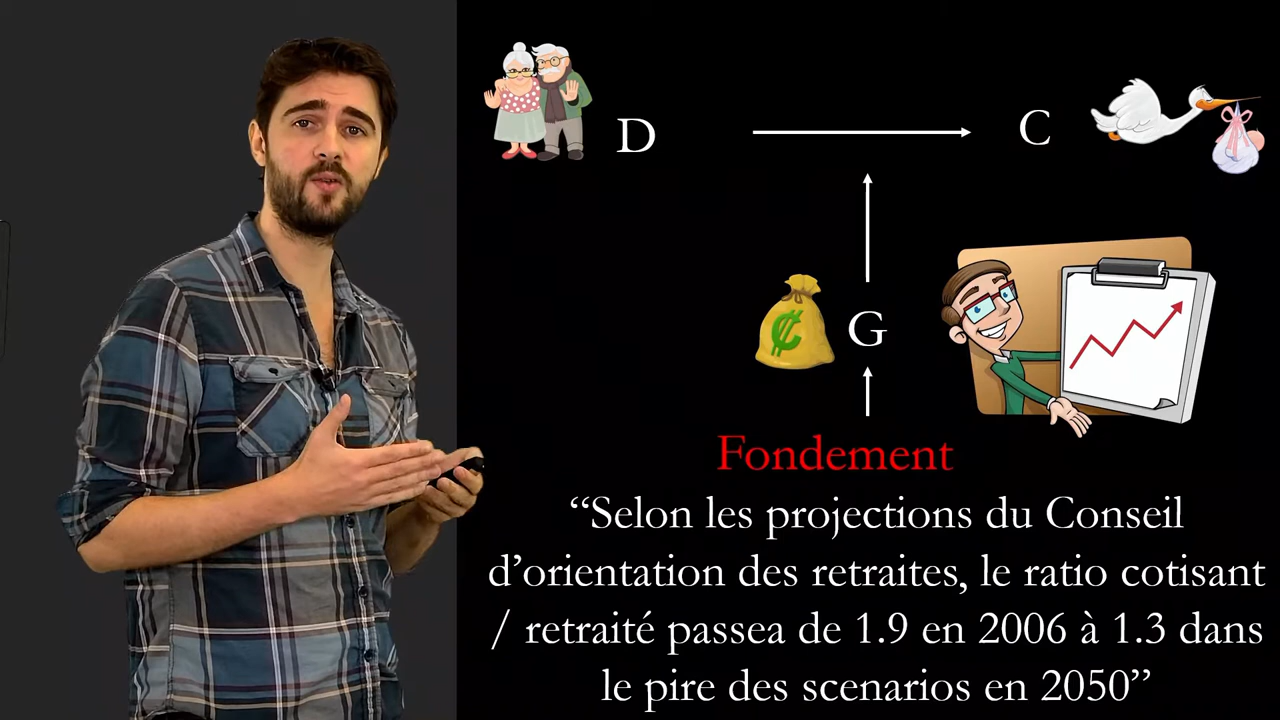 D
C
G
Fondement
“Selon les projections du Conseil
d’orientation des retraites, le ratio cotisant
/ retraité passea de 1.9 en 2006 à 1.3 dans
le pire des scenarios en 2050”